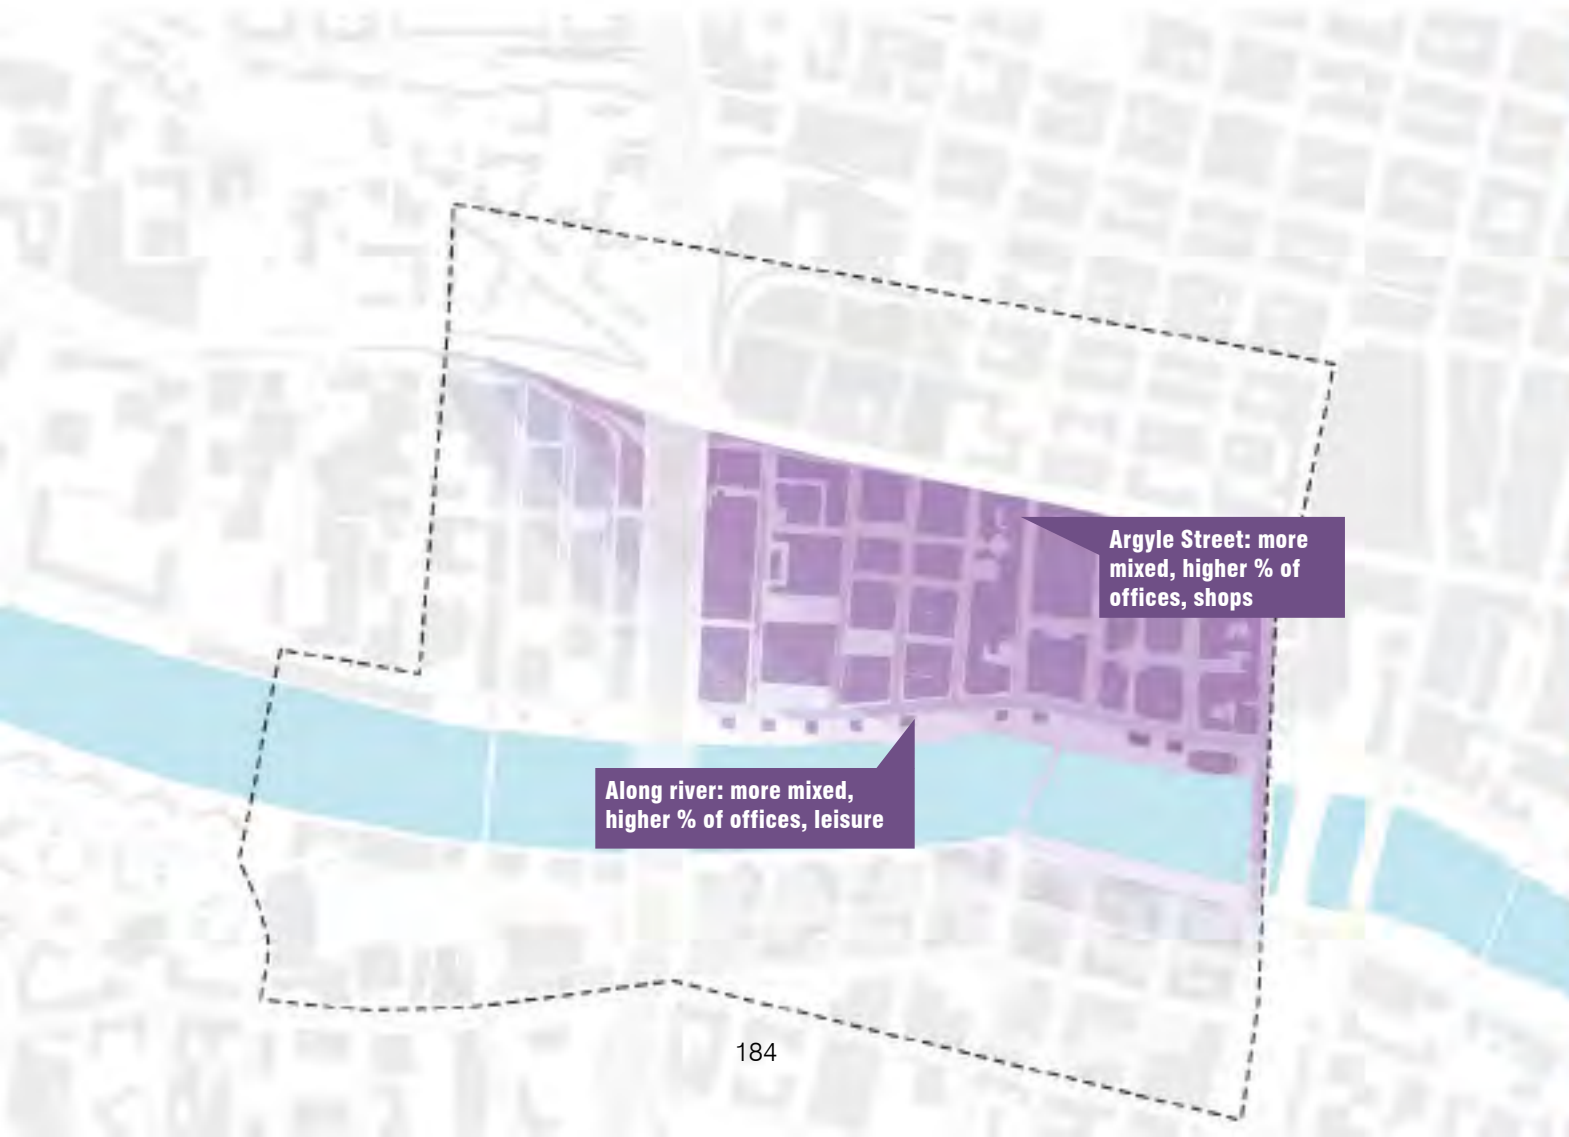 Argyle Street: more
mixed, higher % of
offices, shops
Along river: more mixed,
higher % of offices, leisure
184